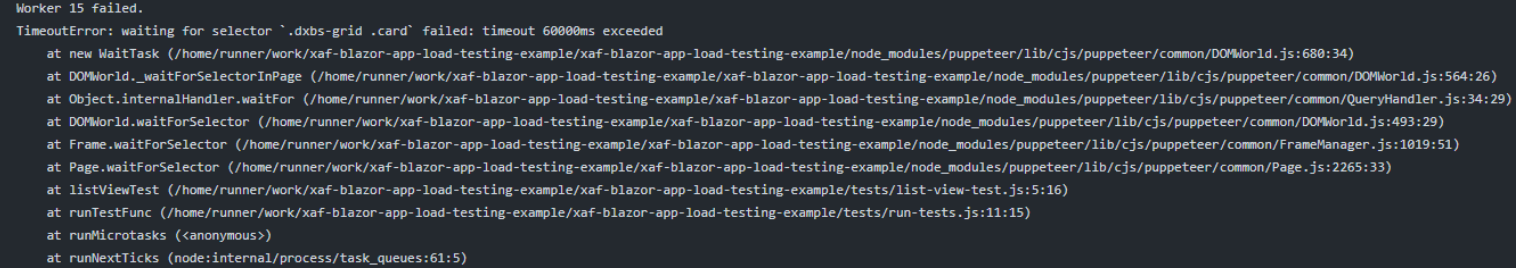 Worker 15 failed.
TimeoutError: waiting for selector `.dxbs-grid .card` failed: timeout 60000ms exceeded
    at new WaitTask (/home/runner/work/xaf-blazor-app-load-testing-example/xaf-blazor-app-load-testing-example/node_modules/puppeteer/lib/cjs/puppeteer/common/DOMWorld.js:680:34)
    at DOMWorld._waitForSelectorInPage (/home/runner/work/xaf-blazor-app-load-testing-example/xaf-blazor-app-load-testing-example/node_modules/puppeteer/lib/cjs/puppeteer/common/DOMWorld.js:564:26)
    at Object.internalHandler.waitFor (/home/runner/work/xaf-blazor-app-load-testing-example/xaf-blazor-app-load-testing-example/node_modules/puppeteer/lib/cjs/puppeteer/common/QueryHandler.js:34:29)
    at DOMWorld.waitForSelector (/home/runner/work/xaf-blazor-app-load-testing-example/xaf-blazor-app-load-testing-example/node_modules/puppeteer/lib/cjs/puppeteer/common/DOMWorld.js:493:29)
    at Frame.waitForSelector (/home/runner/work/xaf-blazor-app-load-testing-example/xaf-blazor-app-load-testing-example/node_modules/puppeteer/lib/cjs/puppeteer/common/FrameManager.js:1019:51)
    at Page.waitForSelector (/home/runner/work/xaf-blazor-app-load-testing-example/xaf-blazor-app-load-testing-example/node_modules/puppeteer/lib/cjs/puppeteer/common/Page.js:2265:33)
    at listViewTest (/home/runner/work/xaf-blazor-app-load-testing-example/xaf-blazor-app-load-testing-example/tests/list-view-test.js:5:16)
    at runTestFunc (/home/runner/work/xaf-blazor-app-load-testing-example/xaf-blazor-app-load-testing-example/tests/run-tests.js:11:15)
    at runMicrotasks (<anonymous>)
    at runNextTicks (node:internal/process/task_queues:61:5)